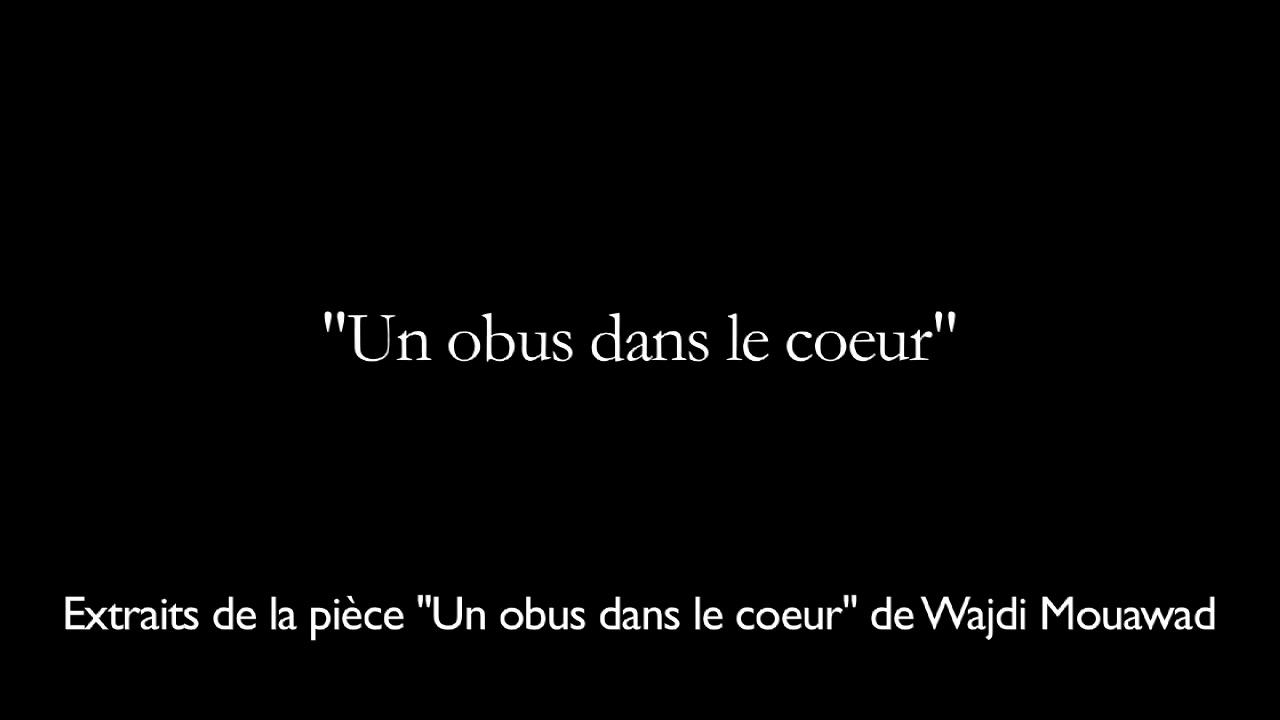 "Un obus dans le coeur"
Extraits de la pièce "Un obus dans le coeur" de Wajdi Mouawad